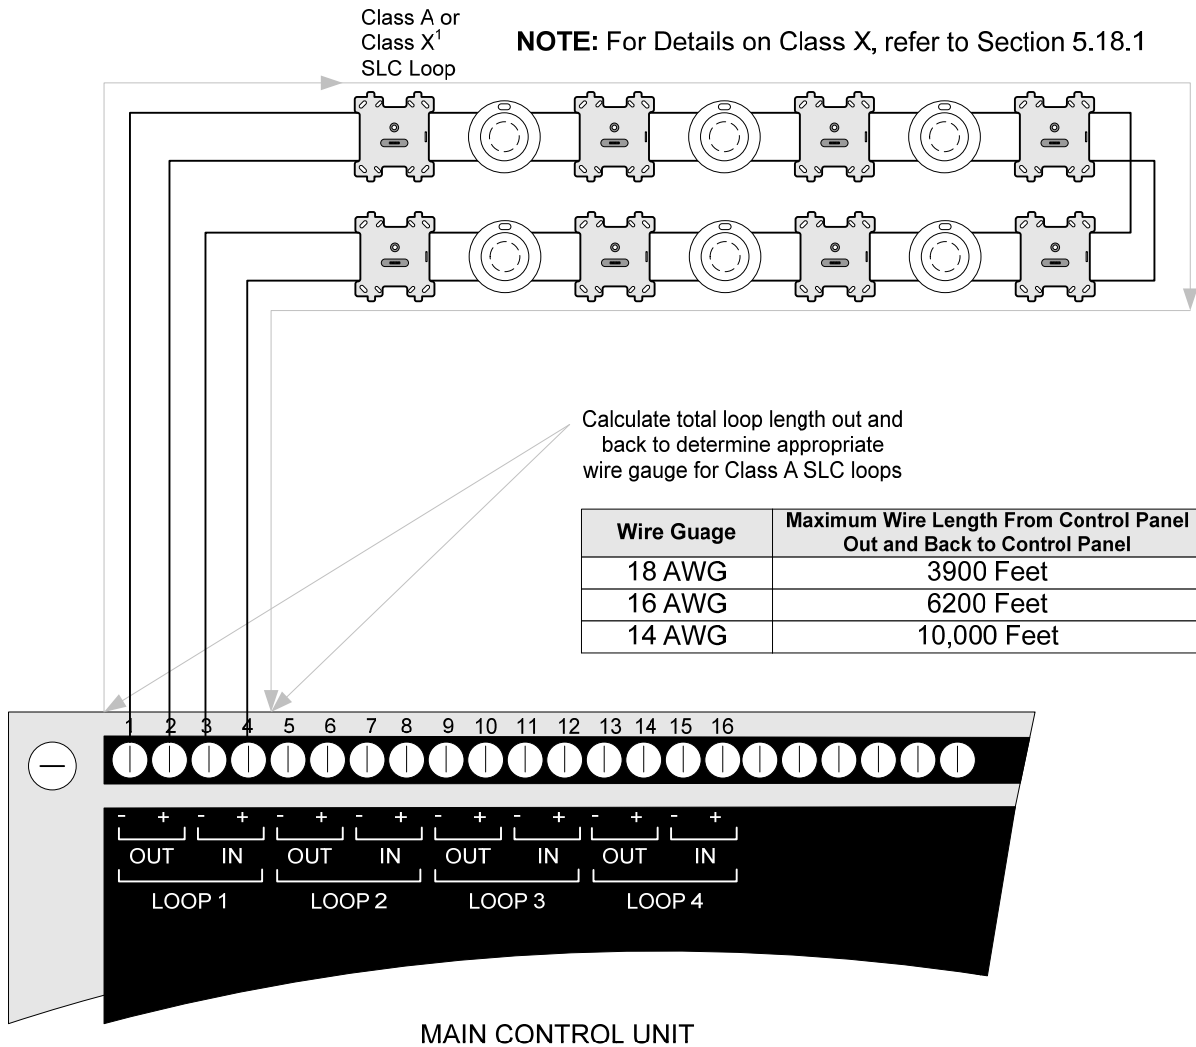 Class A or
Class X1
SLC Loop
NOTE: For Details on Class X, refer to Section 5.18.1
Calculate total loop length out and
back to determine appropriate
wire gauge for Class A SLC loops
Wire Guage
Maximum Wire Length From Control Panel
Out and Back to Control Panel
18 AWG 3900 Feet
16 AWG 6200 Feet
14 AWG 10,000 Feet
1 2 3 4 5 6 7 8 9 10 11 12 13 14 15 16
- + - + - + - + - + - + - + - +
OUT IN OUT IN OUT IN OUT IN
LOOP 1 LOOP 2 LOOP 3 LOOP 4
MAIN CONTROL UNIT